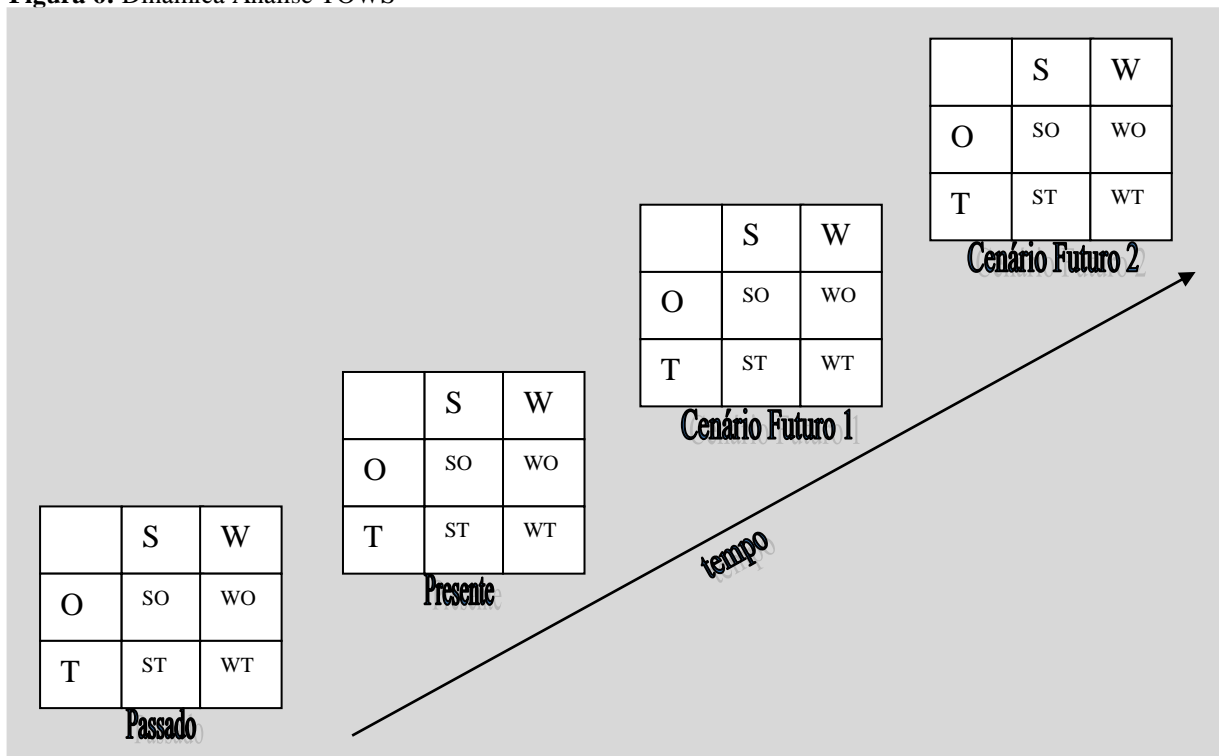 Figura 6: Dinâmica Análise TOWS
S W
O SO WO
T ST WT
Cenário Futuro 2
S W
O SO WO
T ST WT
Cenário Futuro 1
S W
O SO WO
T ST WT
Presente
S W
O SO WO
T ST WT
Passado
tempo